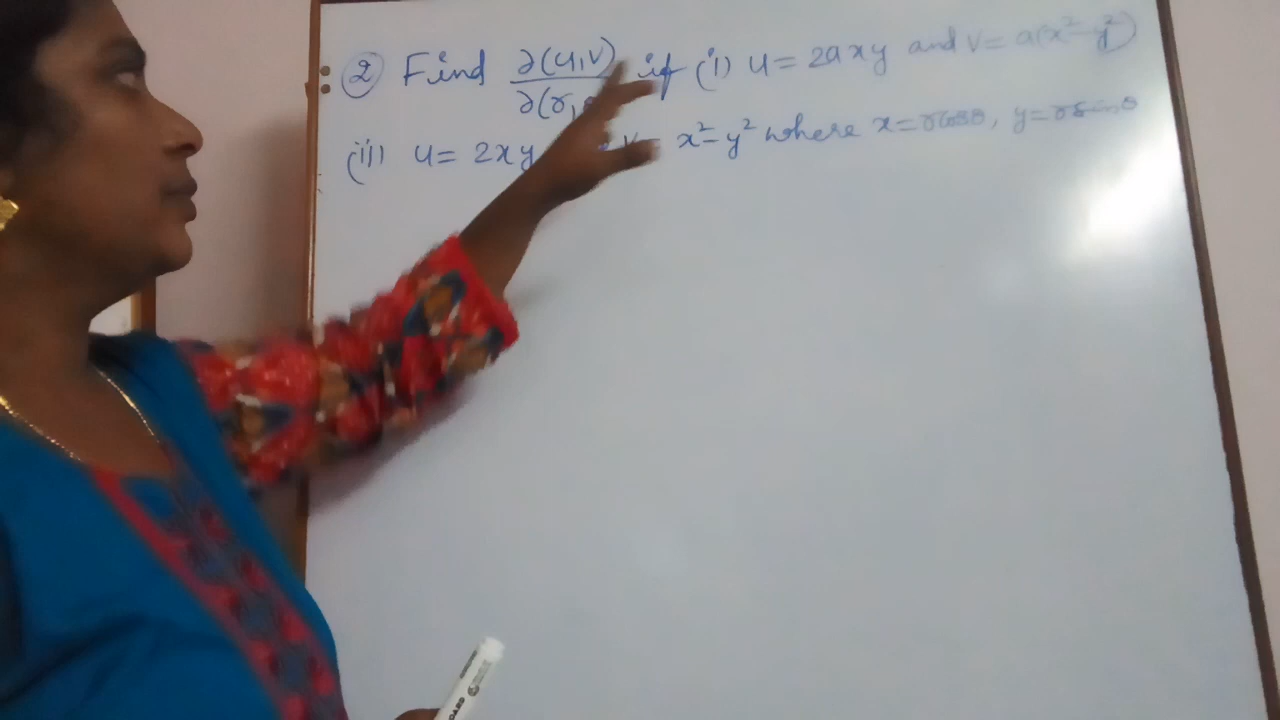 ② Find ∂(u,v) if (i) u = 2axy and v = a(x²-y²)
∂(r,
(ii) u = 2xy v = x²-y² where x = rcosθ, y = rsinθ